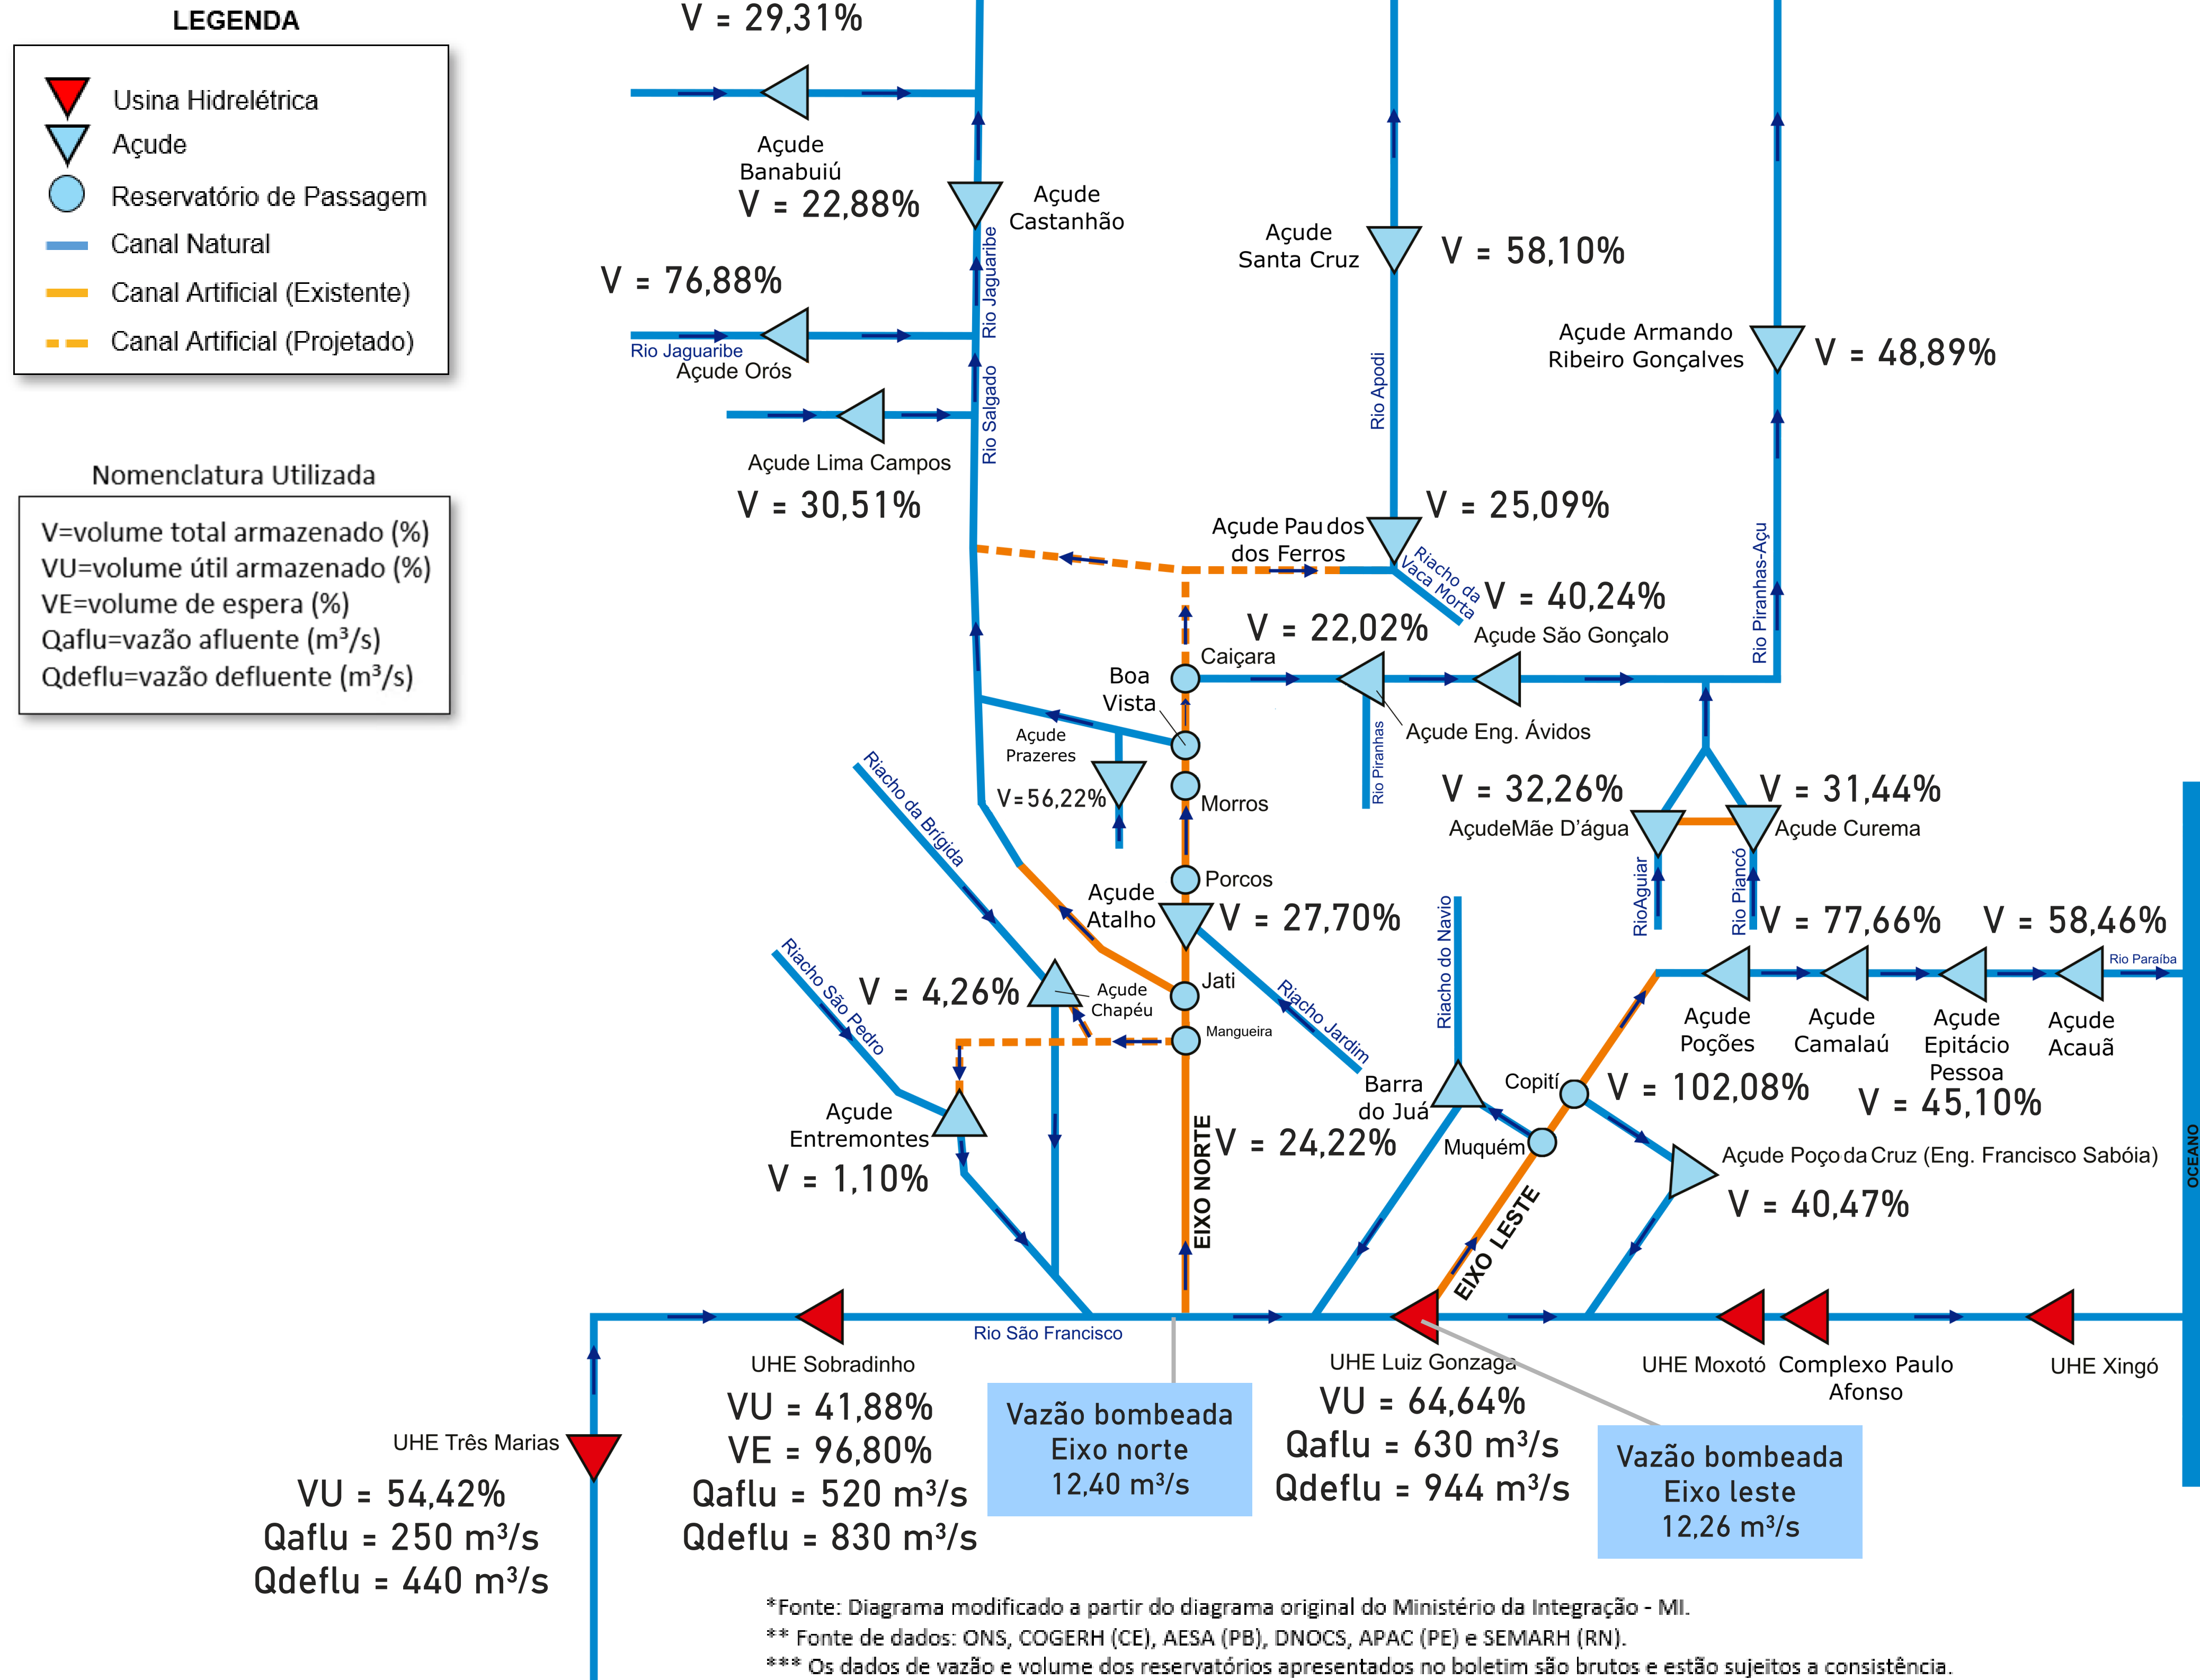 LEGENDA
Usina Hidrelétrica
Açude
Reservatório de Passagem
Canal Natural
Canal Artificial (Existente)
Canal Artificial (Projetado)
Nomenclatura Utilizada
V=volume total armazenado (%)
VU=volume útil armazenado (%)
VE=volume de espera (%)
Qaflu=vazão afluente (m³/s)
Qdeflu=vazão defluente (m³/s)
V = 29,31%
Açude
Banabuiú
V = 22,88%
Açude
Castanhão
Rio Jaguaribe
V = 76,88%
Rio Jaguaribe
Açude Orós
Rio Salgado
Açude Lima Campos
V = 30,51%
Açude
Santa Cruz
V = 58,10%
Rio Apodi
Açude Armando
Ribeiro Gonçalves
V = 48,89%
Rio Piranhas-Açu
Açude Pau dos
dos Ferros
V = 25,09%
Riacho da
Vaca Morta
V = 40,24%
Açude São Gonçalo
V = 22,02%
Caiçara
Boa
Vista
Açude Eng. Ávidos
Rio Piranhas
Açude
Prazeres
V = 56,22%
Morros
Porcos
Riacho da Brígida
Açude
Atalho
V = 27,70%
Jati
Riacho Jardim
Mangueira
Riacho São Pedro
V = 4,26%
Açude
Chapéu
Açude
Entremontes
V = 1,10%
V = 32,26%
AçudeMãe D'água
V = 31,44%
Açude Curema
RioAguiar
Rio Piancó
V = 77,66%
V = 58,46%
Rio Paraíba
Açude
Poções
Açude
Camalaú
Açude
Epitácio
Pessoa
Açude
Acauã
V = 102,08%
V = 45,10%
Riacho do Navio
Barra
do Juá
V = 24,22%
Copití
Muquém
Açude Poço da Cruz (Eng. Francisco Sabóia)
V = 40,47%
EIXO NORTE
EIXO LESTE
OCEANO
Rio São Francisco
UHE Sobradinho
VU = 41,88%
VE = 96,80%
Qaflu = 520 m³/s
Qdeflu = 830 m³/s
UHE Três Marias
VU = 54,42%
Qaflu = 250 m³/s
Qdeflu = 440 m³/s
Vazão bombeada
Eixo norte
12,40 m³/s
UHE Luiz Gonzaga
VU = 64,64%
Qaflu = 630 m³/s
Qdeflu = 944 m³/s
Vazão bombeada
Eixo leste
12,26 m³/s
UHE Moxotó
Complexo Paulo
Afonso
UHE Xingó
*Fonte: Diagrama modificado a partir do diagrama original do Ministério da Integração - MI.
** Fonte de dados: ONS, COGERH (CE), AESA (PB), DNOCS, APAC (PE) e SEMARH (RN).
*** Os dados de vazão e volume dos reservatórios apresentados no boletim são brutos e estão sujeitos a consistência.